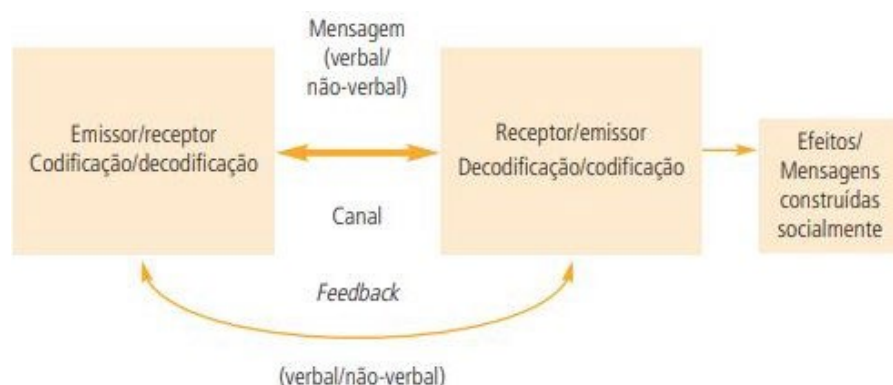 Mensagem
(verbal/
não-verbal)
Emissor/receptor
Codificação/decodificação
Receptor/emissor
Decodificação/codificação
Efeitos/
Mensagens
construídas
socialmente
Canal
Feedback
(verbal/não-verbal)